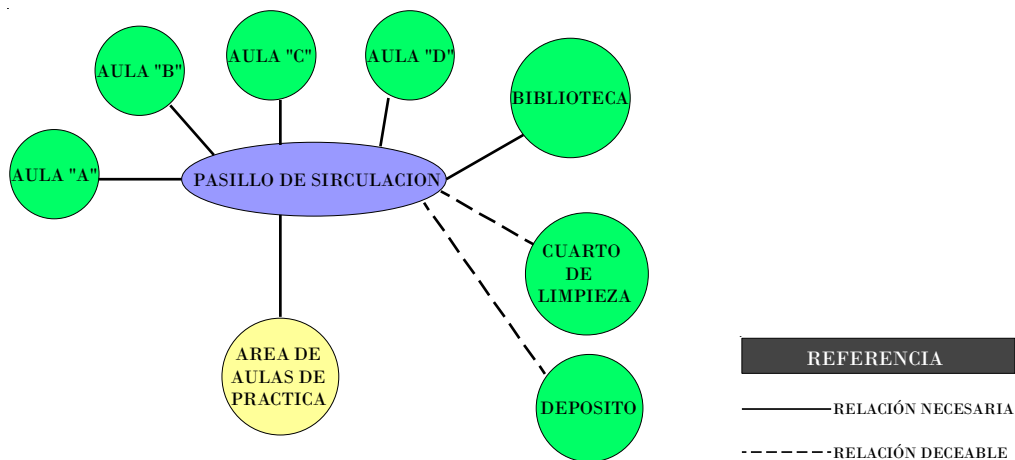 AULA "C"
AULA "D"
AULA "B"
BIBLIOTECA
AULA "A"
PASILLO DE SIRCULACION
CUARTO
DE
LIMPIEZA
AREA DE
AULAS DE
PRACTICA
DEPOSITO
REFERENCIA
RELACIÓN NECESARIA
RELACIÓN DECEABLE